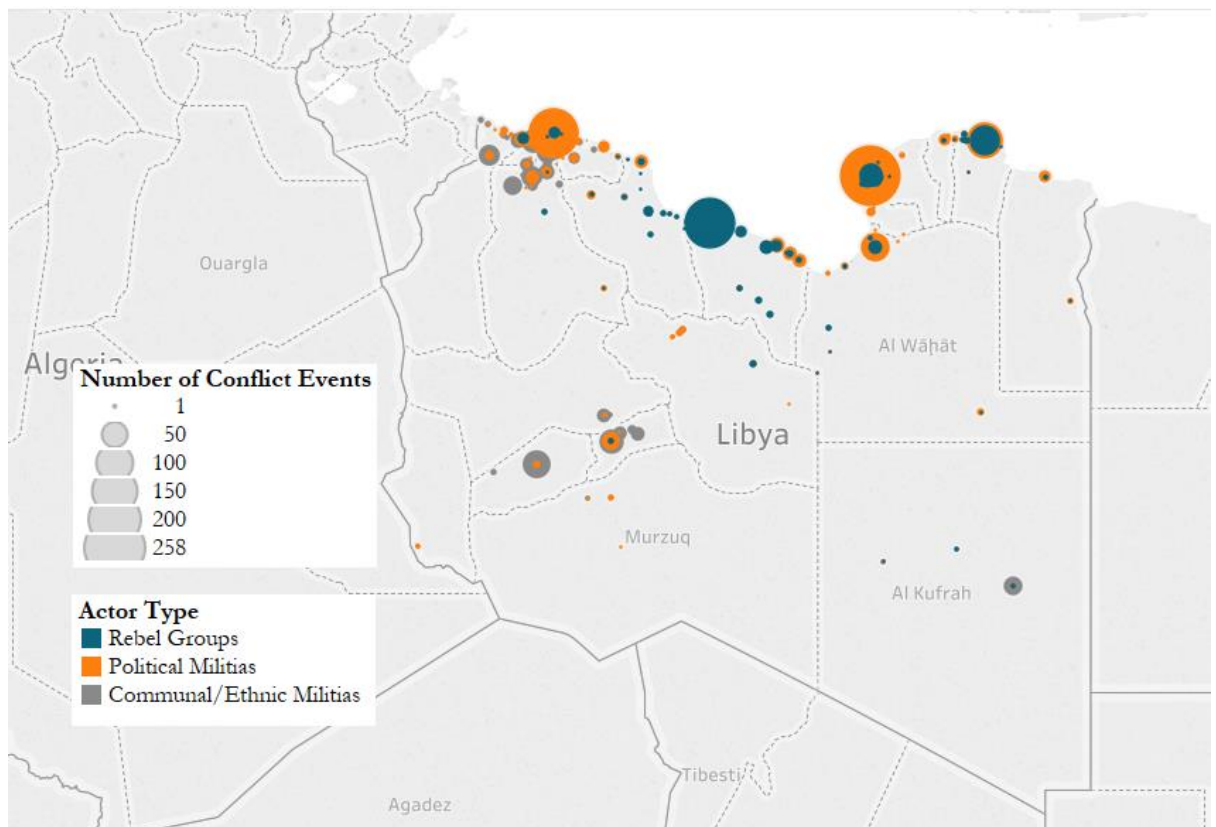 Ouargla
Algeria
Number of Conflict Events
1
50
100
150
200
258
Al Wāḩāt
Libya
Murzuq
Al Kufrah
Actor Type
Rebel Groups
Political Militias
Communal/Ethnic Militias
Tibesti
Agadez